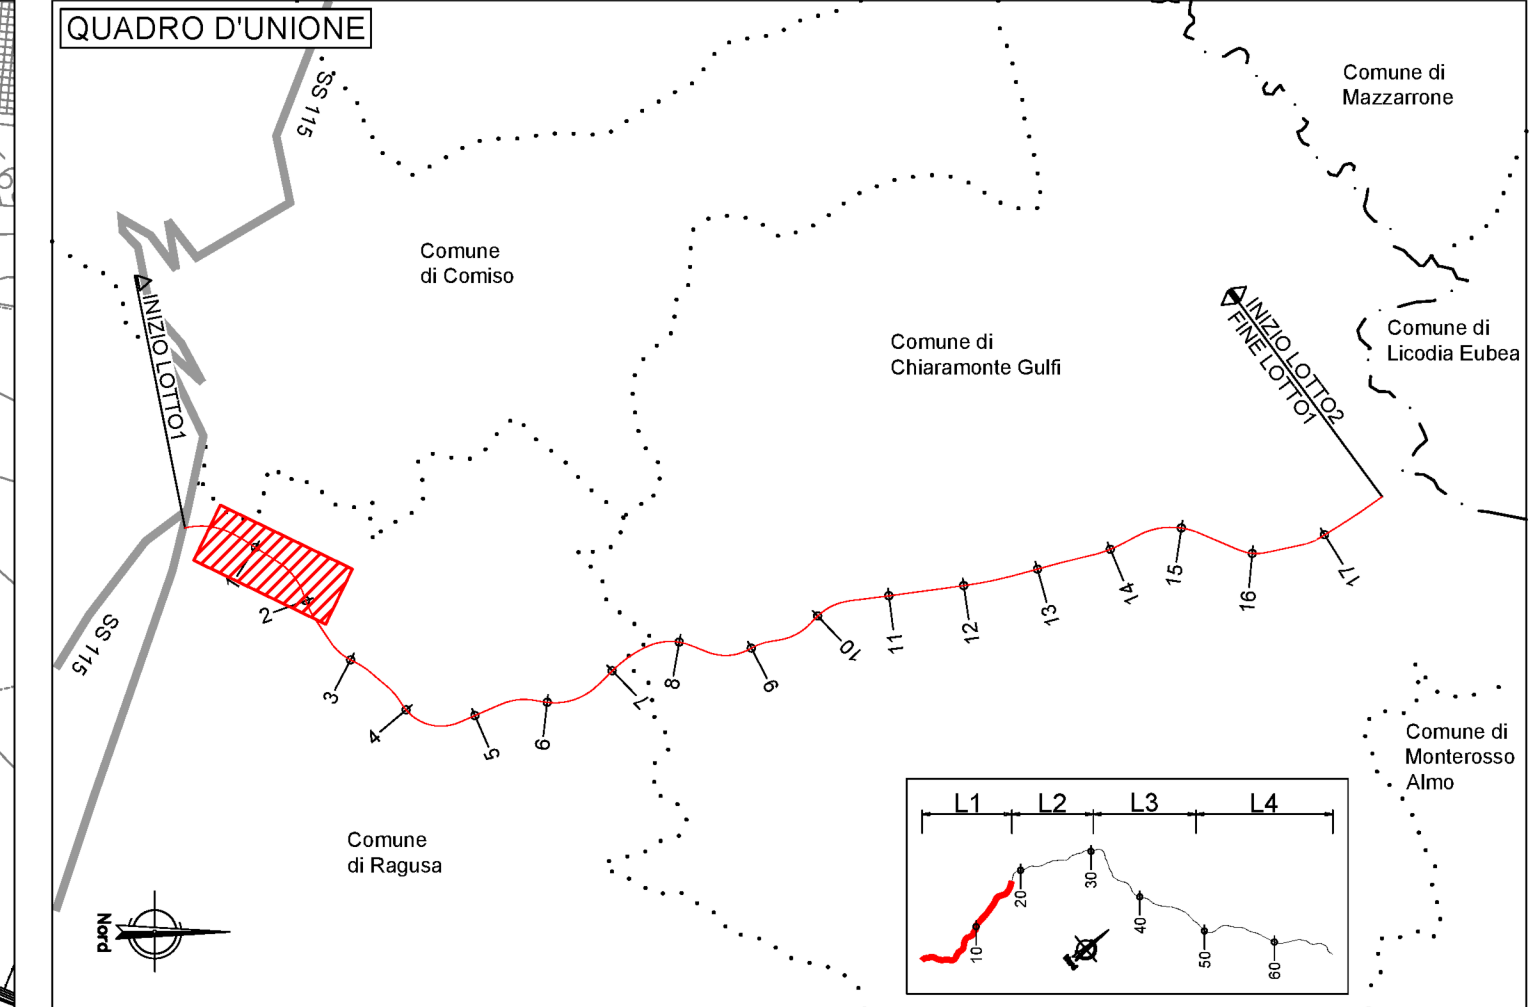 QUADRO D'UNIONE
SS 115
Comune di
Mazzarrone
Comune
di Comiso
INIZIO LOTTO1
Comune di
Chiaramonte Gulfi
INIZIO LOTTO2
FINE LOTTO1
Comune di
Licodia Eubea
SS 115
1
2
3
4
5
6
7
8
9
10
11
12
13
14
15
16
17
Comune di
Monterosso
Almo
Comune
di Ragusa
Nord
L1 L2 L3 L4
10
20
30
40
50
60